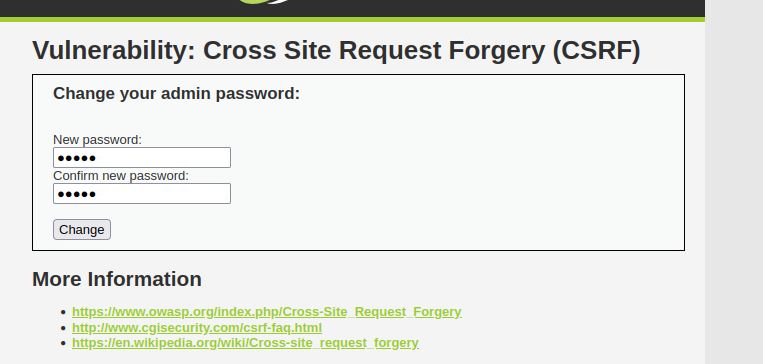 Vulnerability: Cross Site Request Forgery (CSRF)
Change your admin password:
New password:
●●●●●
Confirm new password:
●●●●●
Change
More Information
• https://www.owasp.org/index.php/Cross-Site_Request_Forgery
• http://www.cgisecurity.com/csrf-faq.html
• https://en.wikipedia.org/wiki/Cross-site_request_forgery